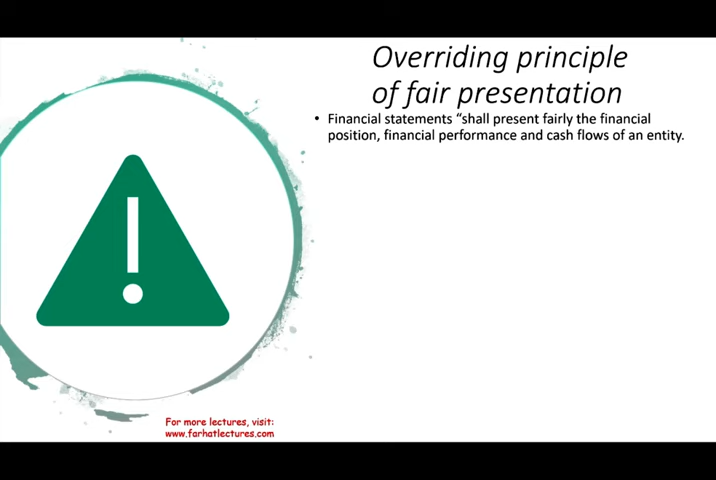 Overriding principle
of fair presentation
• Financial statements “shall present fairly the financial
position, financial performance and cash flows of an entity.
For more lectures, visit:
www.farhatlectures.com